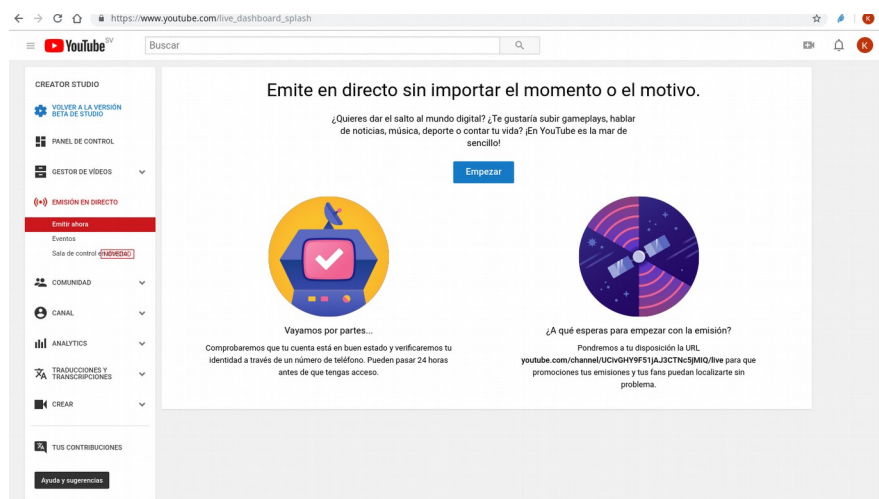 https://www.youtube.com/live_dashboard_splash
K
YouTube SV
Buscar
K
CREATOR STUDIO
VOLVER A LA VERSIÓN
BETA DE STUDIO
PANEL DE CONTROL
GESTOR DE VÍDEOS
EMISIÓN EN DIRECTO
Emitir ahora
Eventos
Sala de control e
COMUNIDAD
CANAL
ANALYTICS
TRADUCCIONES Y
TRANSCRIPCIONES
CREAR
TUS CONTRIBUCIONES
Ayuda y sugerencias
Emite en directo sin importar el momento o el motivo.
¿Quieres dar el salto al mundo digital? ¿Te gustaría subir gameplays, hablar
de noticias, música, deporte o contar tu vida? ¡En YouTube es la mar de
sencillo!
Empezar
Vayamos por partes...
Comprobaremos que tu cuenta está en buen estado y verificaremos tu
identidad a través de un número de teléfono. Pueden pasar 24 horas
antes de que tengas acceso.
¿A qué esperas para empezar con la emisión?
Pondremos a tu disposición la URL
youtube.com/channel/UCivGHY9F51jAJ3CTNc5jMIQ/live para que
promociones tus emisiones y tus fans puedan localizarte sin
problema.